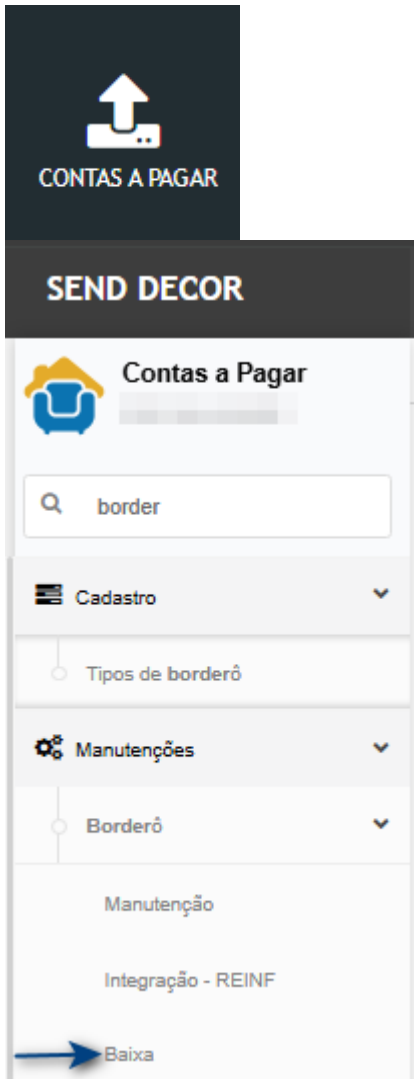 CONTAS A PAGAR
SEND DECOR
Contas a Pagar
border
Cadastro
Tipos de borderô
Manutenções
Borderô
Manutenção
Integração - REINF
Baixa